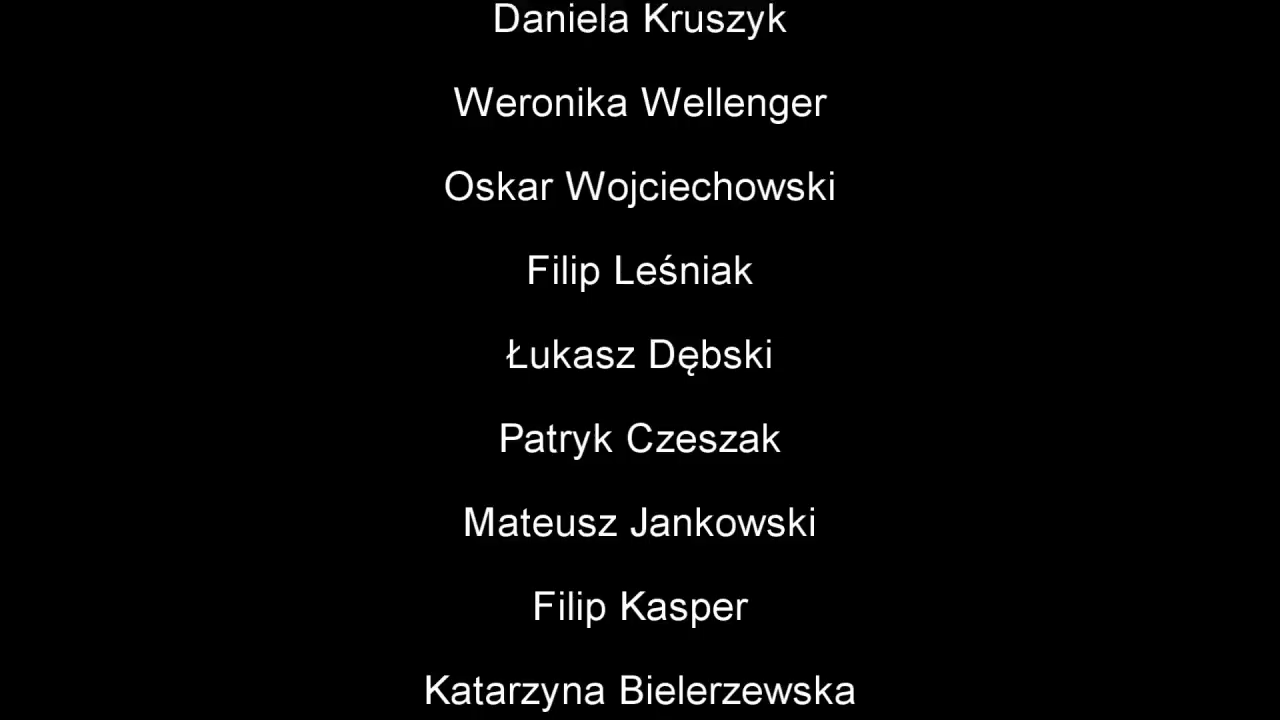 Daniela Kruszyk
Weronika Wellenger
Oskar Wojciechowski
Filip Leśniak
Łukasz Dębski
Patryk Czeszak
Mateusz Jankowski
Filip Kasper
Katarzyna Bielerzewska